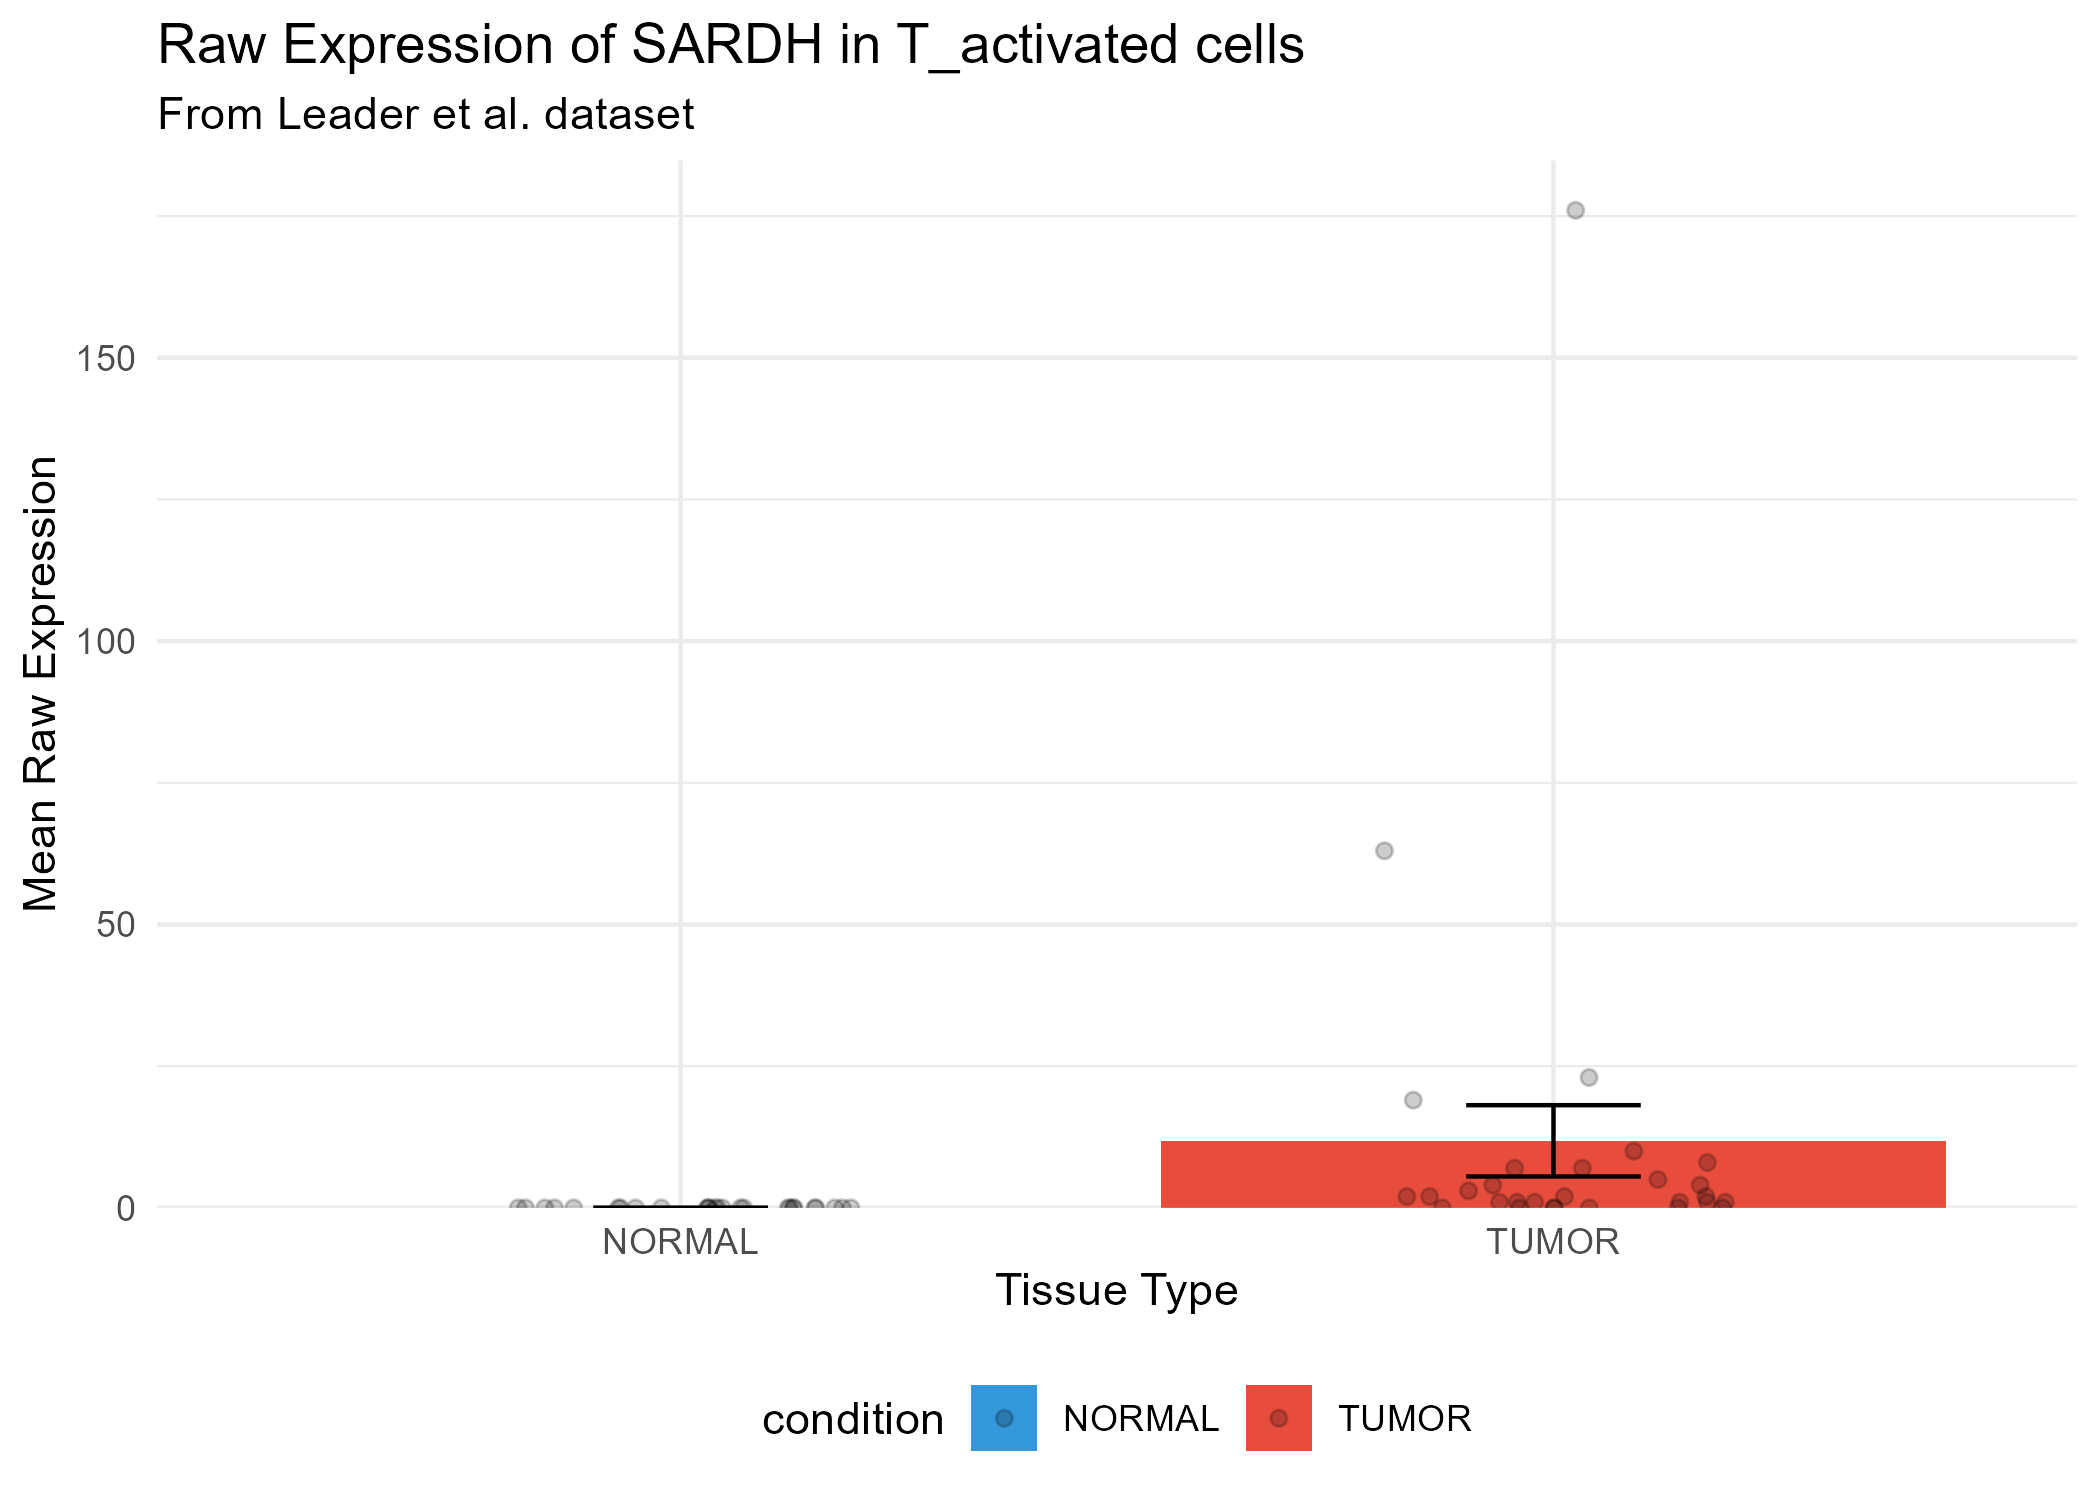 Raw Expression of SARDH in T_activated cells
From Leader et al. dataset
Mean Raw Expression
150
100
50
0
NORMAL TUMOR
Tissue Type
condition NORMAL TUMOR